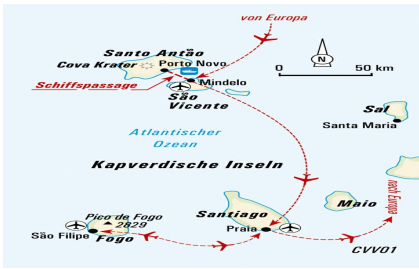 von Europa
Santo Antão
Cova Krater
Porto Novo
N
0 50 km
Schiffspassage
Mindelo
São
Vicente
Sal
Santa Maria
Atlantischer
Ozean
Kapverdische Inseln
Maio
nach Europa
Santiago
Pico de Fogo
2829
São Filipe
Fogo
Praia
CVV01